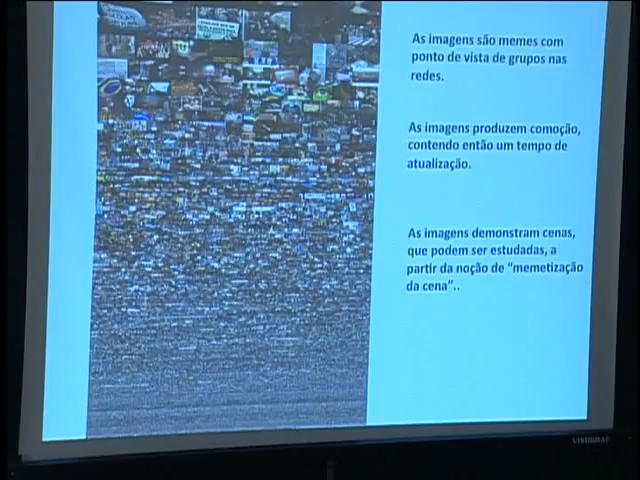 As imagens são memes com
ponto de vista de grupos nas
redes.
As imagens produzem comoção,
contendo então um tempo de
atualização.
As imagens demonstram cenas,
que podem ser estudadas, a
partir da noção de “memetização
da cena”..
VISOGRAF